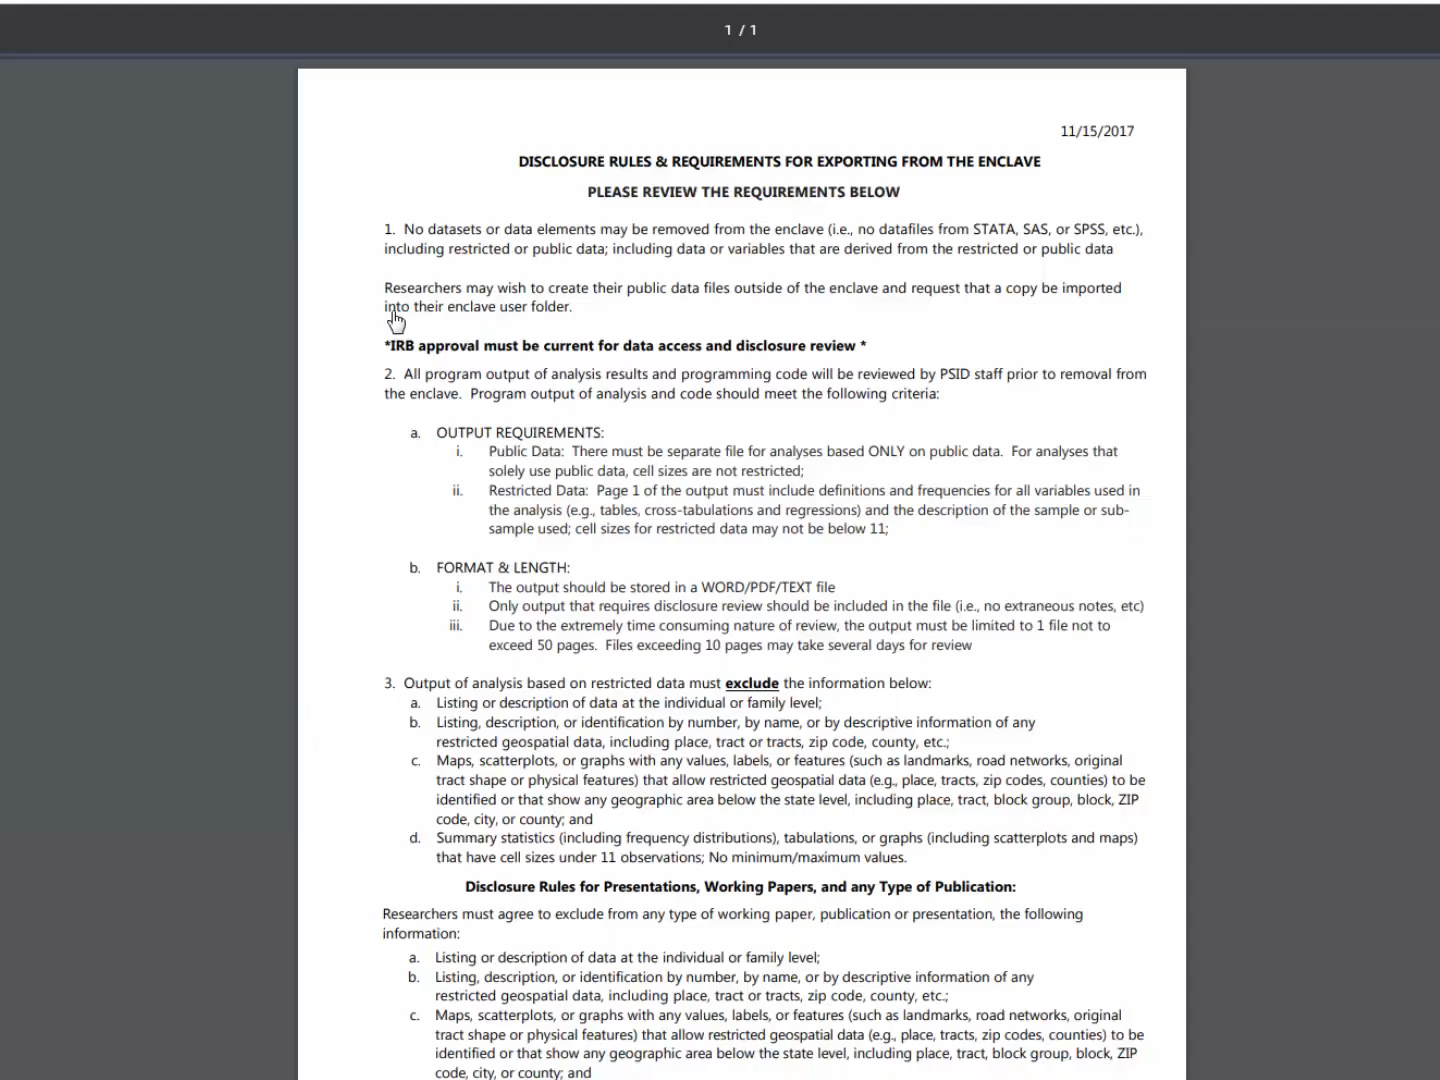 1 / 1
11/15/2017
DISCLOSURE RULES & REQUIREMENTS FOR EXPORTING FROM THE ENCLAVE
PLEASE REVIEW THE REQUIREMENTS BELOW
1. No datasets or data elements may be removed from the enclave (i.e., no datafiles from STATA, SAS, or SPSS, etc.),
including restricted or public data; including data or variables that are derived from the restricted or public data
Researchers may wish to create their public data files outside of the enclave and request that a copy be imported
into their enclave user folder.
*IRB approval must be current for data access and disclosure review *
2. All program output of analysis results and programming code will be reviewed by PSID staff prior to removal from
the enclave. Program output of analysis and code should meet the following criteria:
a. OUTPUT REQUIREMENTS:
i. Public Data: There must be separate file for analyses based ONLY on public data. For analyses that
solely use public data, cell sizes are not restricted;
ii. Restricted Data: Page 1 of the output must include definitions and frequencies for all variables used in
the analysis (e.g., tables, cross-tabulations and regressions) and the description of the sample or sub-
sample used; cell sizes for restricted data may not be below 11;
b. FORMAT & LENGTH:
i. The output should be stored in a WORD/PDF/TEXT file
ii. Only output that requires disclosure review should be included in the file (i.e., no extraneous notes, etc)
iii. Due to the extremely time consuming nature of review, the output must be limited to 1 file not to
exceed 50 pages. Files exceeding 10 pages may take several days for review
3. Output of analysis based on restricted data must exclude the information below:
a. Listing or description of data at the individual or family level;
b. Listing, description, or identification by number, by name, or by descriptive information of any
restricted geospatial data, including place, tract or tracts, zip code, county, etc.;
c. Maps, scatterplots, or graphs with any values, labels, or features (such as landmarks, road networks, original
tract shape or physical features) that allow restricted geospatial data (e.g., place, tracts, zip codes, counties) to be
identified or that show any geographic area below the state level, including place, tract, block group, block, ZIP
code, city, or county; and
d. Summary statistics (including frequency distributions), tabulations, or graphs (including scatterplots and maps)
that have cell sizes under 11 observations; No minimum/maximum values.
Disclosure Rules for Presentations, Working Papers, and any Type of Publication:
Researchers must agree to exclude from any type of working paper, publication or presentation, the following
information:
a. Listing or description of data at the individual or family level;
b. Listing, description, or identification by number, by name, or by descriptive information of any
restricted geospatial data, including place, tract or tracts, zip code, county, etc.;
c. Maps, scatterplots, or graphs with any values, labels, or features (such as landmarks, road networks, original
tract shape or physical features) that allow restricted geospatial data (e.g., place, tracts, zip codes, counties) to be
identified or that show any geographic area below the state level, including place, tract, block group, block, ZIP
code, city, or county; and